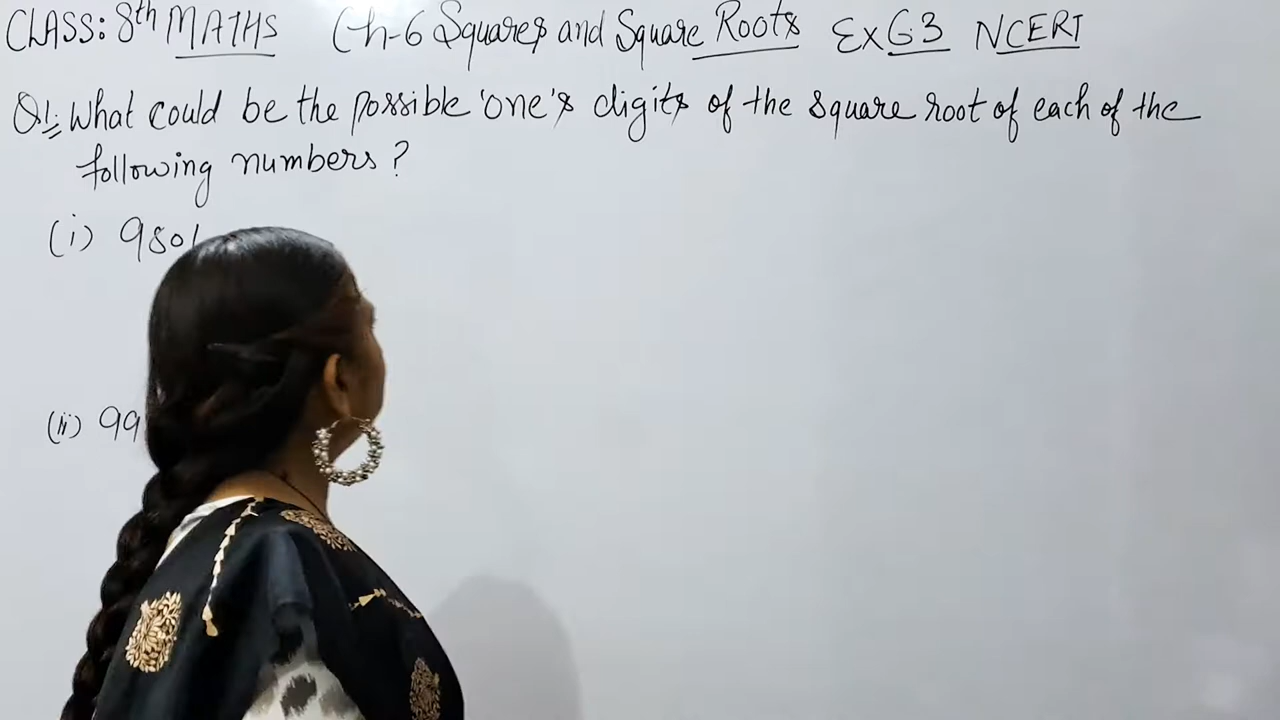 CLASS: 8th MATHS Ch-6 Squares and Square Roots Ex 6.3 NCERT
Q1. What could be the possible 'one's digits of the square root of each of the
following numbers?
(i) 9801
(ii) 99